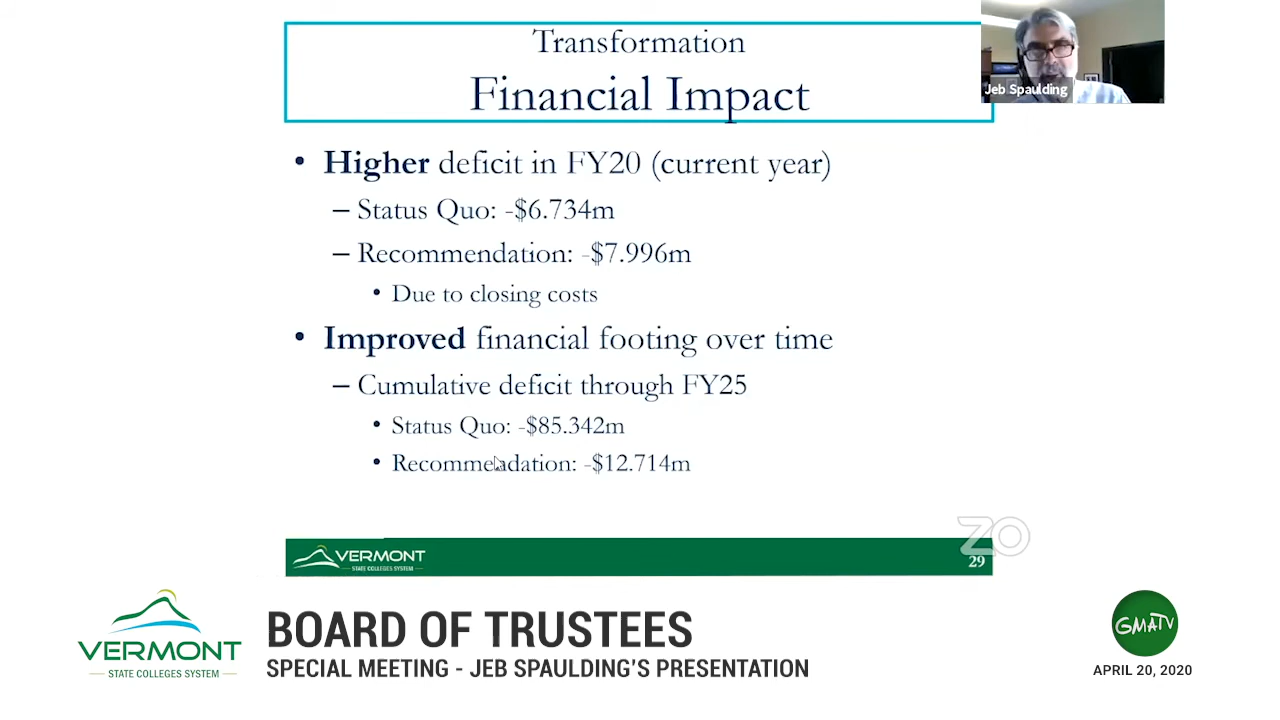 Transformation
Financial Impact
Jeb Spaulding
• Higher deficit in FY20 (current year)
– Status Quo: -$6.734m
– Recommendation: -$7.996m
• Due to closing costs
• Improved financial footing over time
– Cumulative deficit through FY25
• Status Quo: -$85.342m
• Recommendation: -$12.714m
ZO
VERMONT
STATE COLLEGES SYSTEM
29
VERMONT
STATE COLLEGES SYSTEM
BOARD OF TRUSTEES
SPECIAL MEETING - JEB SPAULDING'S PRESENTATION
GMATV
APRIL 20, 2020